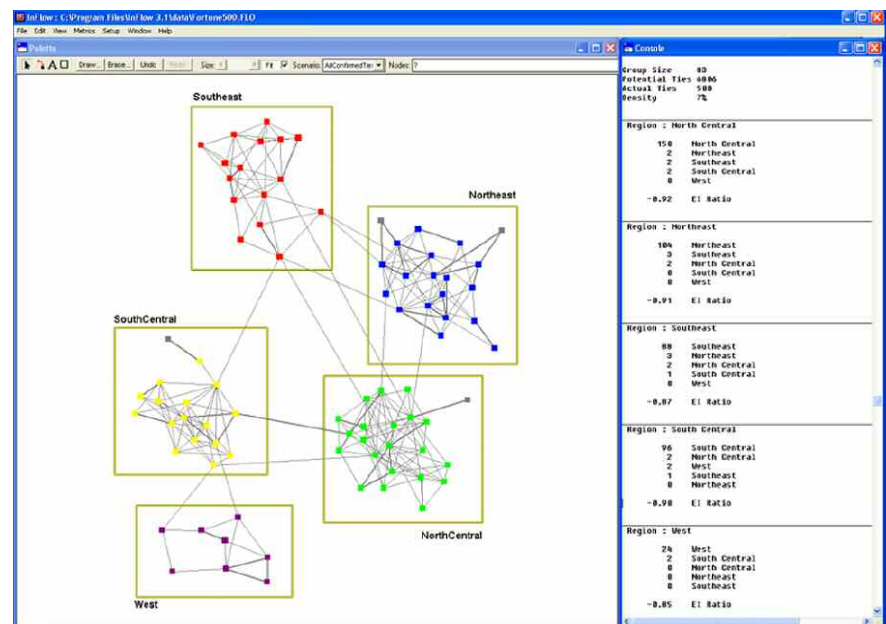 InFlow : C:\Program Files\InFlow 3.1\data\Fortune500.FLO
File Edit View Metrics Setup Window Help
Palette
A Draw... Erase... Undo Size: Fit Scenario: AllConfirmedTes Nodes: ?
Southeast
Northeast
SouthCentral
NorthCentral
West
Console
Group Size 83
Potential Ties 6806
Actual Ties 500
Density 7%
Region : North Central
150 North Central
2 Northeast
2 Southeast
2 South Central
0 West
-0.92 EI Ratio
Region : Northeast
104 Northeast
3 Southeast
2 North Central
0 South Central
0 West
-0.91 EI Ratio
Region : Southeast
88 Southeast
3 Northeast
2 North Central
1 South Central
0 West
-0.87 EI Ratio
Region : South Central
96 South Central
2 North Central
2 West
1 Southeast
0 Northeast
-0.90 EI Ratio
Region : West
24 West
2 South Central
0 North Central
0 Northeast
0 Southeast
-0.85 EI Ratio